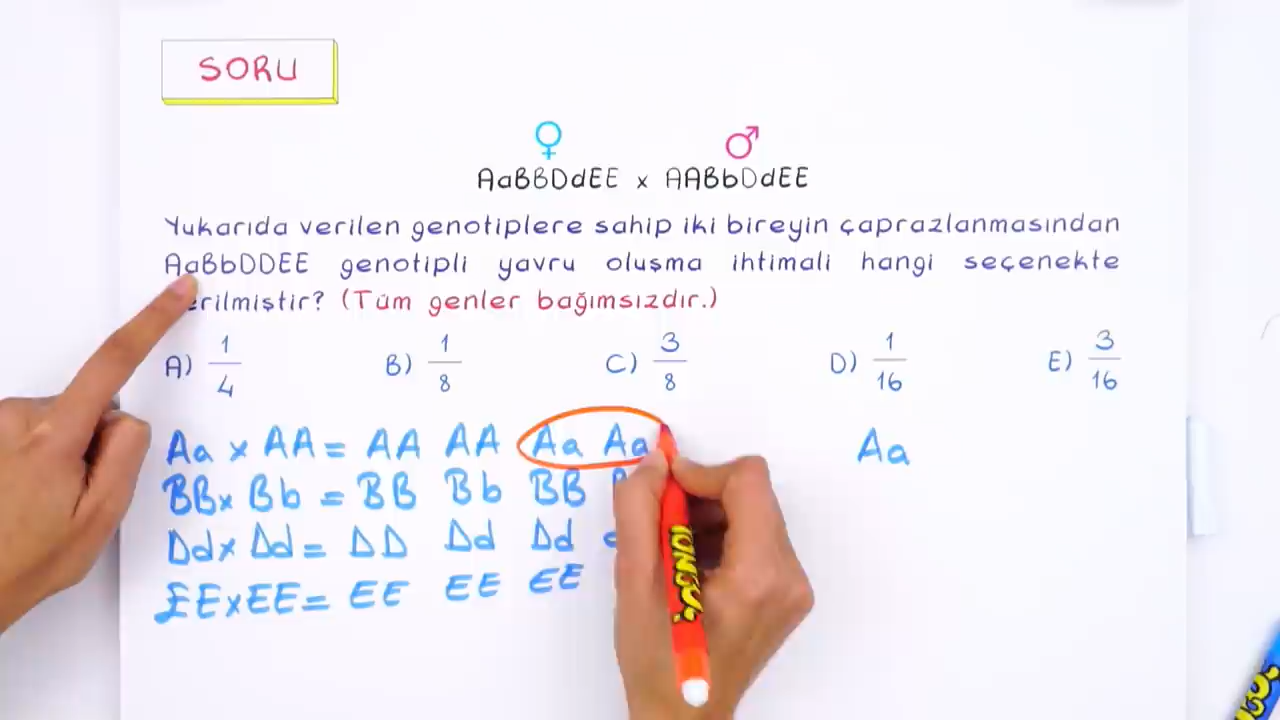 SORU
AaBBDdEE x AABbDdEE
Yukarıda verilen genotiplere sahip iki bireyin çaprazlanmasından
AaBbDDEE genotipli yavru oluşma ihtimali hangi seçenekte
erilmiştir? (Tüm genler bağımsızdır.)
A) 1/4 B) 1/8 C) 3/8 D) 1/16 E) 3/16
Aa x AA = AA AA Aa Aa Aa
BB x Bb = BB Bb BB
Dd x Dd = DD Dd Dd
EE x EE = EE EE EE